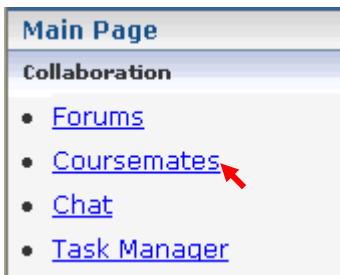 Main Page
Collaboration
Forums
Coursemates
Chat
Task Manager